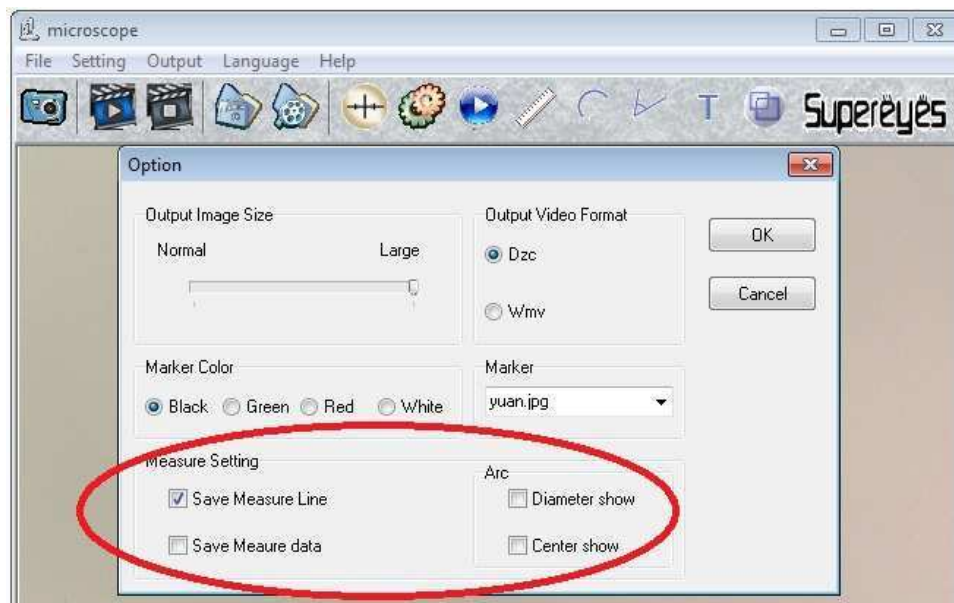 microscope
File Setting Output Language Help
T Supereyës
Option
Output Image Size
Normal Large
Output Video Format
Dzc
Wmv
OK
Cancel
Marker Color
Black Green Red White
Marker
yuan.jpg
Measure Setting
Save Measure Line
Save Meaure data
Arc
Diameter show
Center show